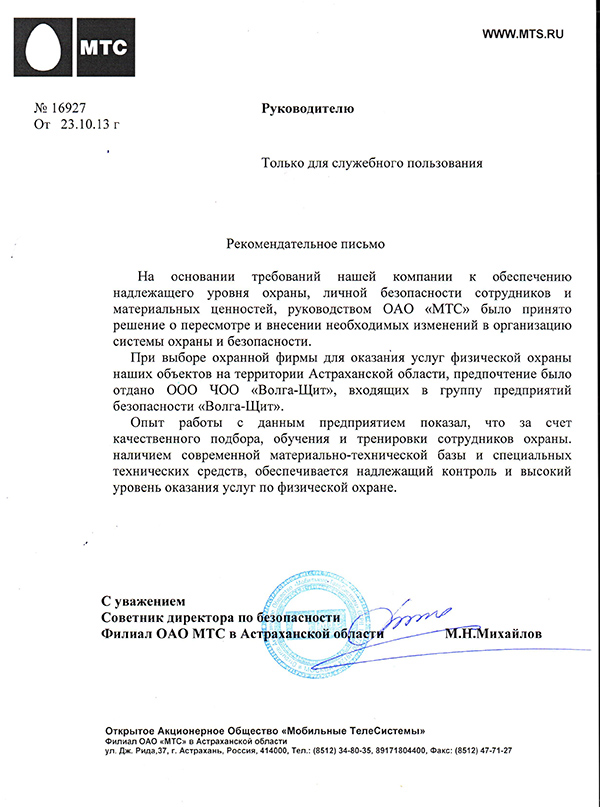 МТС
WWW.MTS.RU
№ 16927
От 23.10.13 г
Руководителю
Только для служебного пользования
Рекомендательное письмо
На основании требований нашей компании к обеспечению
надлежащего уровня охраны, личной безопасности сотрудников и
материальных ценностей, руководством ОАО «МТС» было принято
решение о пересмотре и внесении необходимых изменений в организацию
системы охраны и безопасности.
При выборе охранной фирмы для оказания услуг физической охраны
наших объектов на территории Астраханской области, предпочтение было
отдано ООО ЧОО «Волга-Щит», входящих в группу предприятий
безопасности «Волга-Щит».
Опыт работы с данным предприятием показал, что за счет
качественного подбора, обучения и тренировки сотрудников охраны.
наличием современной материально-технической базы и специальных
технических средств, обеспечивается надлежащий контроль и высокий
уровень оказания услуг по физической охране.
С уважением
Советник директора по безопасности
Филиал ОАО МТС в Астраханской области М.Н.Михайлов
Открытое Акционерное Общество «Мобильные ТелеСистемы»
Филиал ОАО «МТС» в Астраханской области
ул. Дж. Рида,37, г. Астрахань, Россия, 414000, Тел.: (8512) 34-80-35, 89171804400, Факс: (8512) 47-71-27